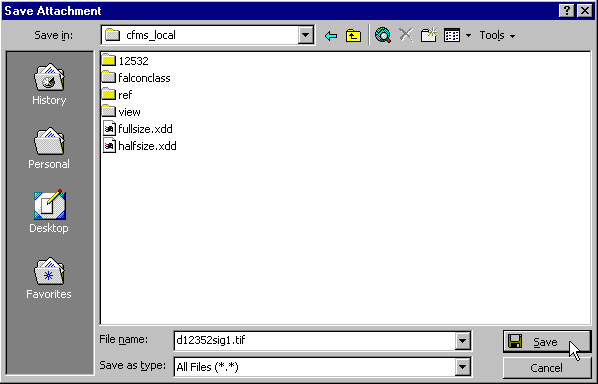 Save Attachment
Save in: cfms_local Tools
History
Personal
Desktop
Favorites
12532
falconclass
ref
view
fullsize.xdd
halfsize.xdd
File name: d12352sig1.tif Save
Save as type: All Files (*.*) Cancel